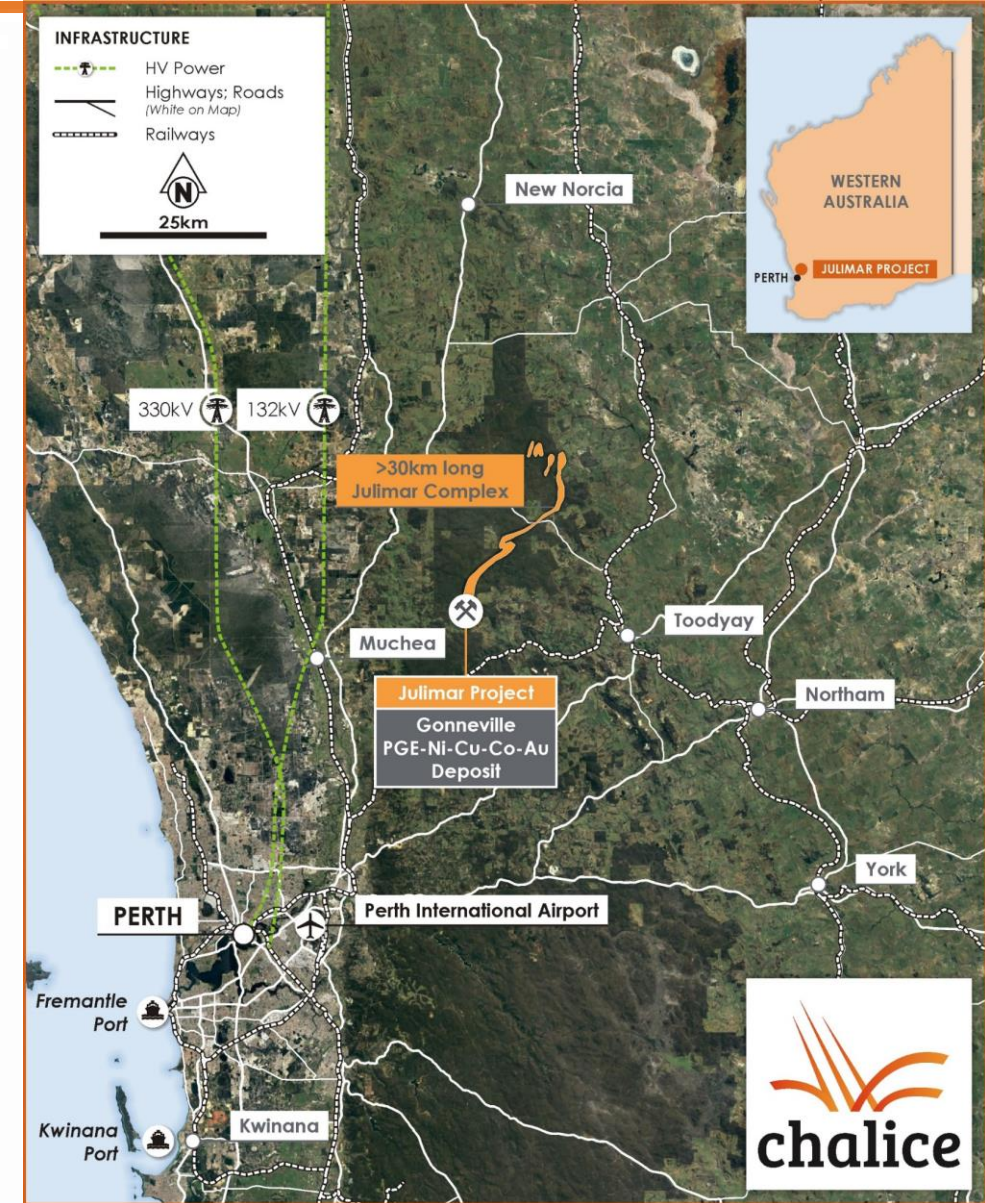 INFRASTRUCTURE
HV Power
Highways; Roads
(White on Map)
Railways
N
25km
New Norcia
WESTERN
AUSTRALIA
PERTH
JULIMAR PROJECT
330kV
132kV
>30km long
Julimar Complex
Muchea
Toodyay
Julimar Project
Gonneville
PGE-Ni-Cu-Co-Au
Deposit
Northam
York
PERTH
Perth International Airport
Fremantle
Port
Kwinana
Port
Kwinana
chalice